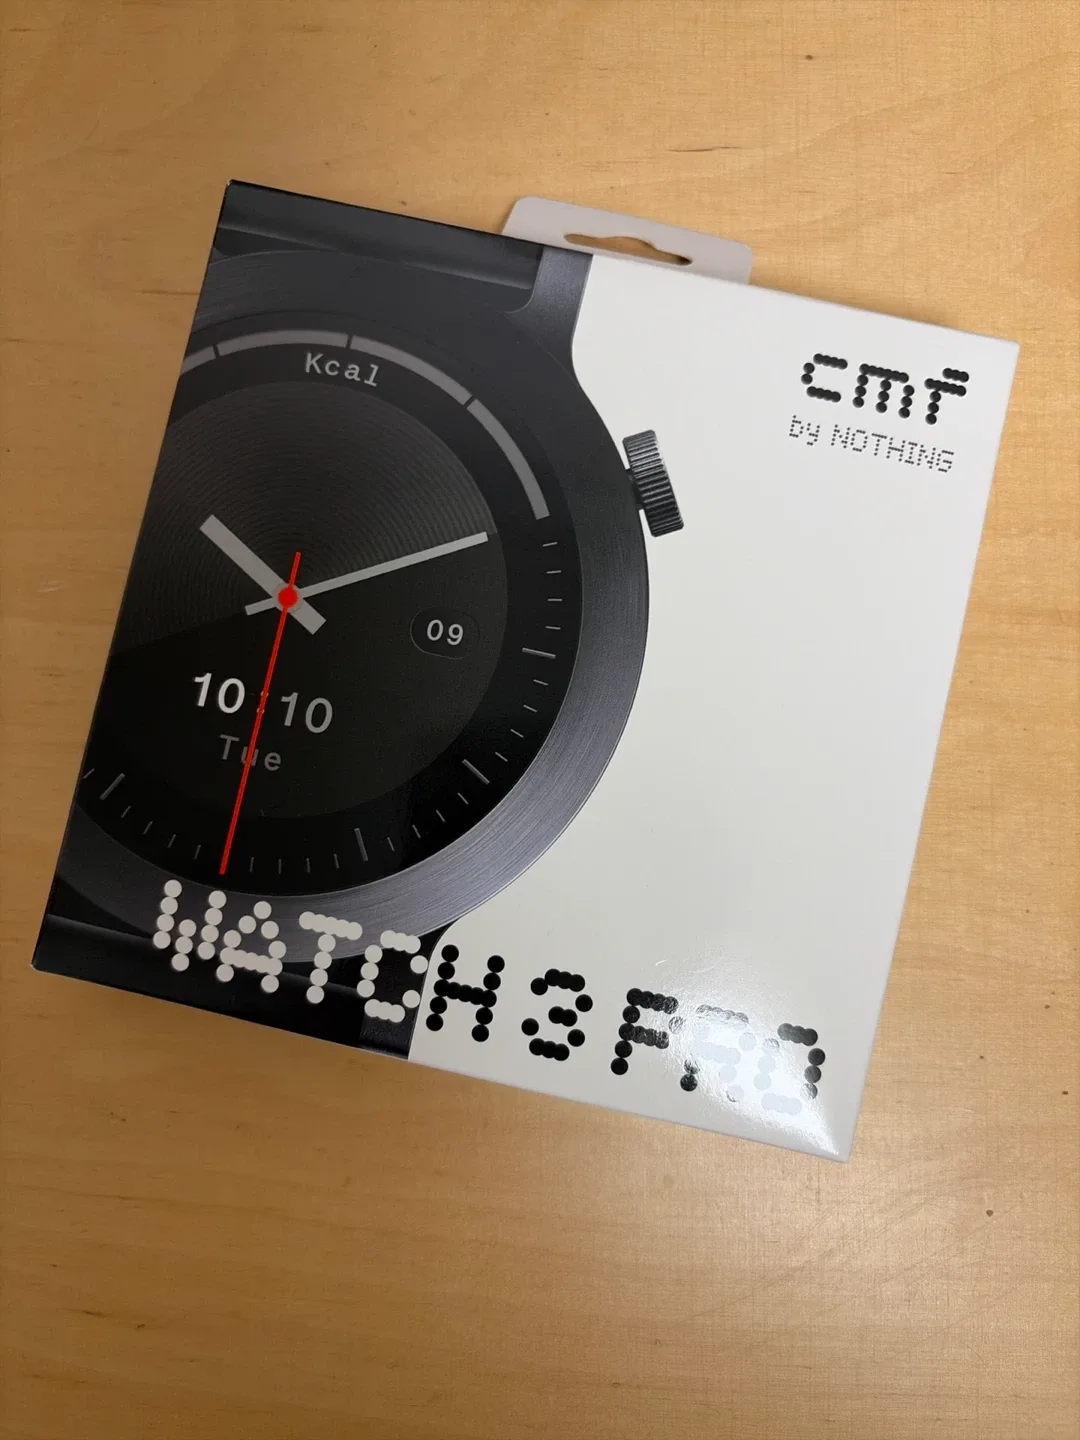 cmf
by NOTHING
Kcal
09
10:10
Tue
WATCH 3 PRO